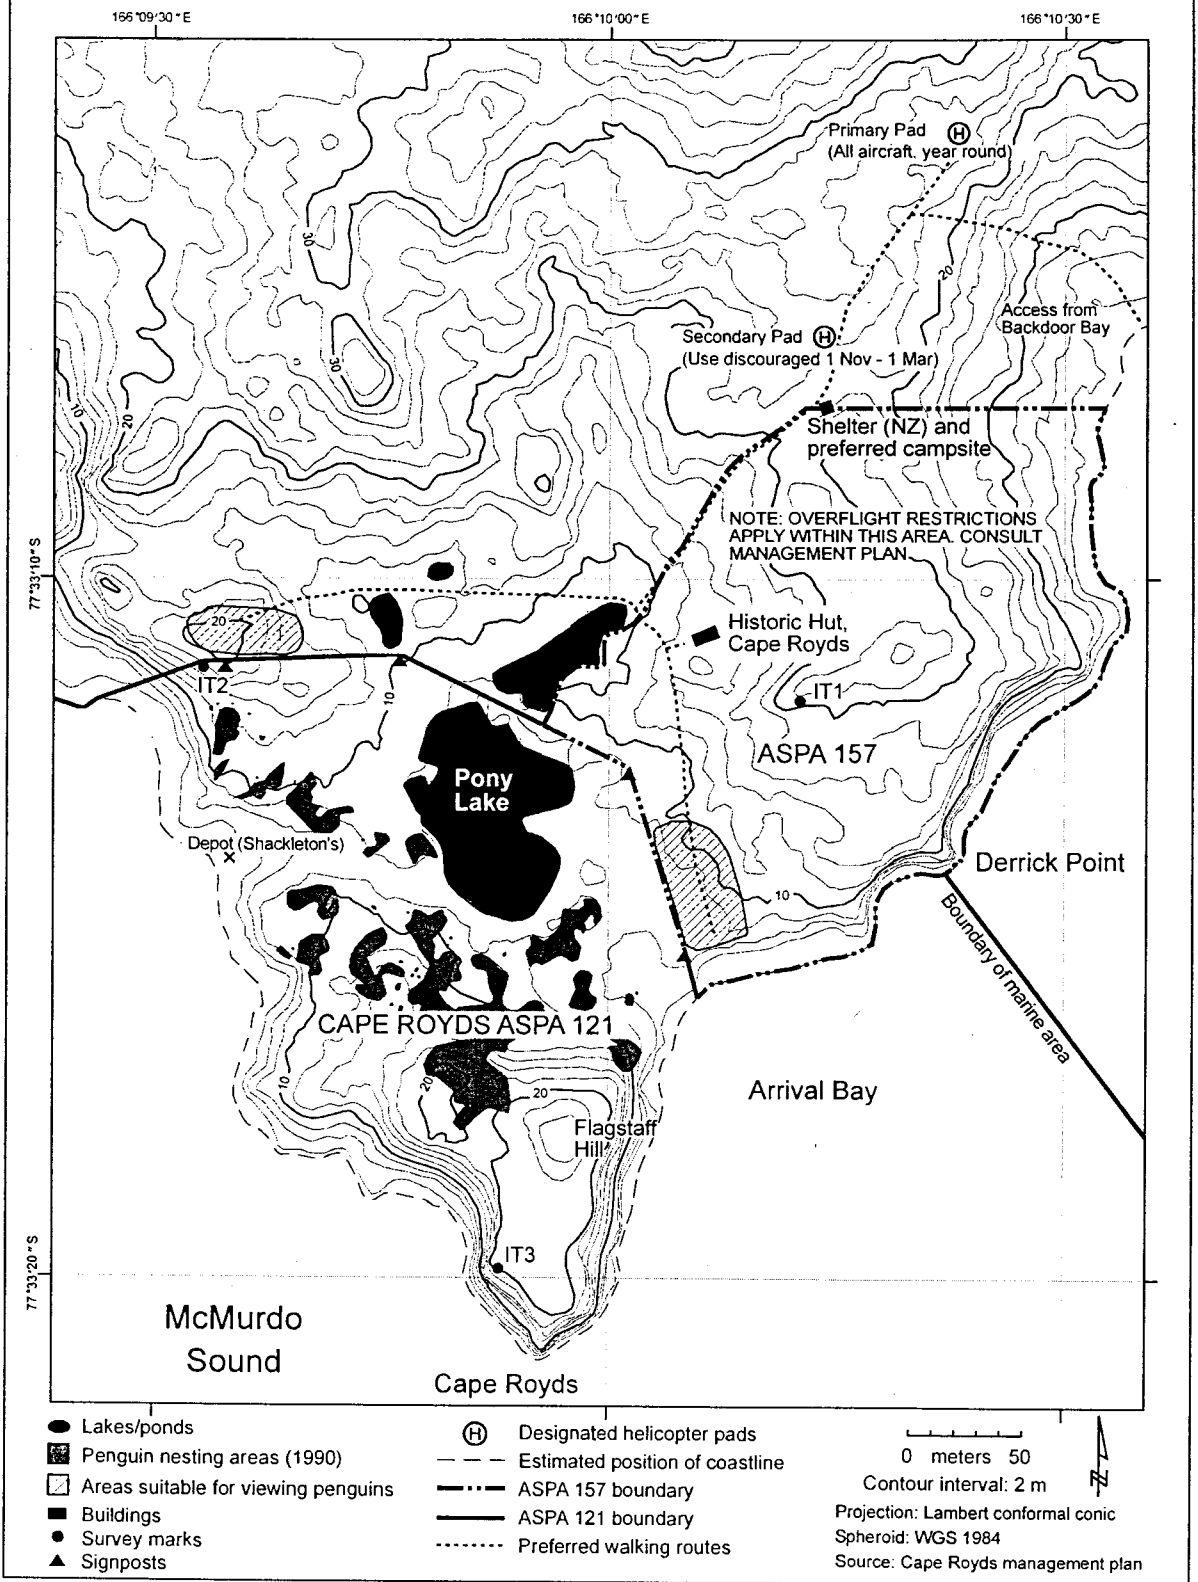 166°09'30"E
166°10'00"E
166°10'30"E
Primary Pad H
(All aircraft. year round)
30
20
Access from
Backdoor Bay
Secondary Pad H
(Use discouraged 1 Nov - 1 Mar)
30
10
20
Shelter (NZ) and
preferred campsite
NOTE: OVERFLIGHT RESTRICTIONS
APPLY WITHIN THIS AREA. CONSULT
MANAGEMENT PLAN
77°33'10"S
20
Historic Hut,
Cape Royds
IT2
IT1
10
ASPA 157
Pony
Lake
Depot (Shackleton's)
Derrick Point
10
Boundary of marine area
CAPE ROYDS ASPA 121
10
20
20
Arrival Bay
Flagstaff
Hill
IT3
77°33'20"S
McMurdo
Sound
Cape Royds
Lakes/ponds
Penguin nesting areas (1990)
Areas suitable for viewing penguins
Buildings
Survey marks
Signposts
H Designated helicopter pads
Estimated position of coastline
ASPA 157 boundary
ASPA 121 boundary
Preferred walking routes
0 meters 50
Contour interval: 2 m
N
Projection: Lambert conformal conic
Spheroid: WGS 1984
Source: Cape Royds management plan